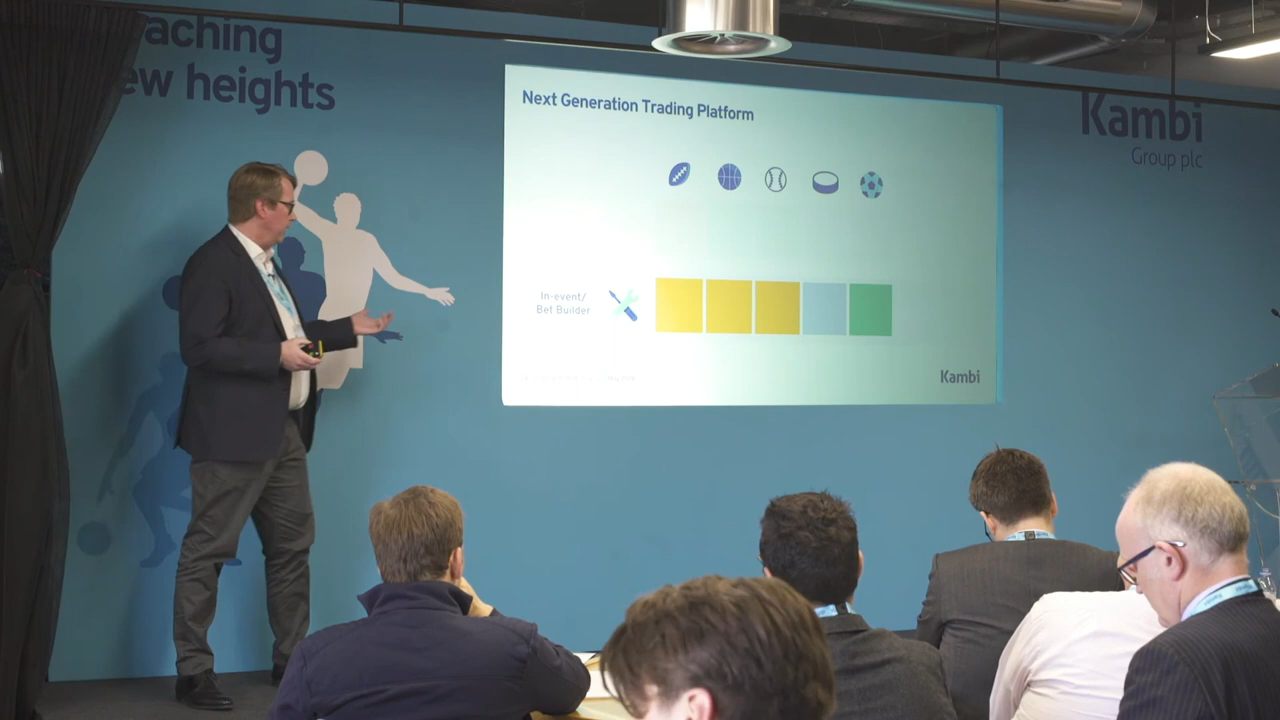 aching
ew heights
Next Generation Trading Platform
Kambi
Group plc
In-event/
Bet Builder
Kambi